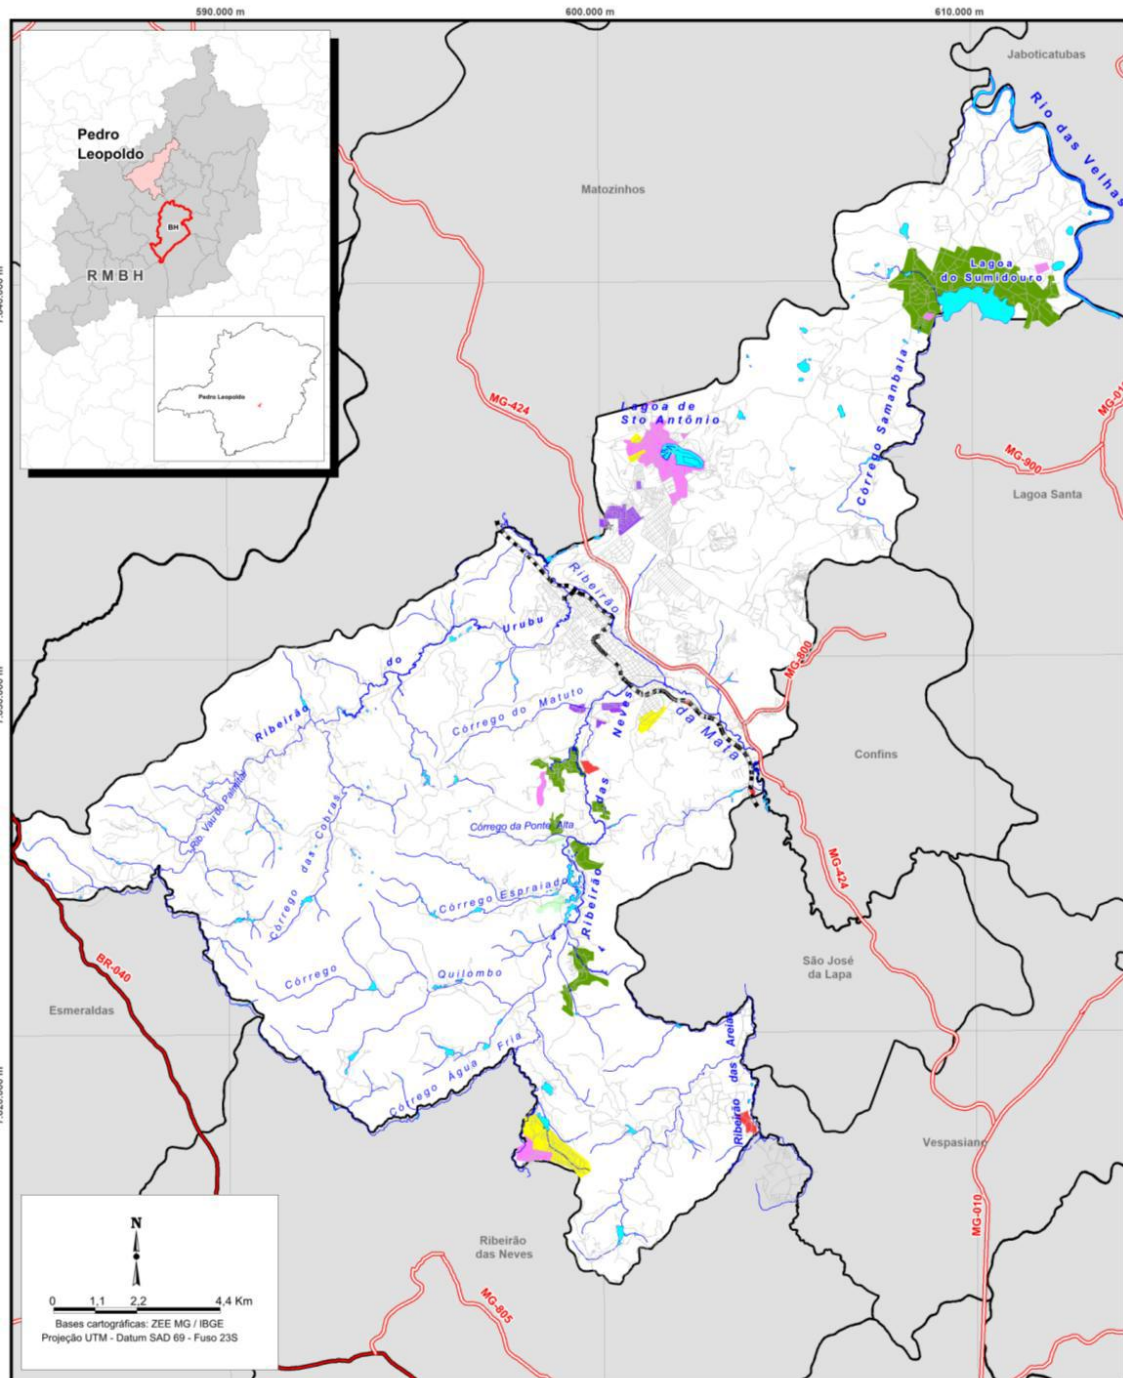 590.000 m
600.000 m
610.000 m
Jaboticatubas
Rio das Velhas
Pedro
Leopoldo
Matozinhos
BH
RMBH
Lagoa
do Sumidouro
Pedro Leopoldo
MG-424
Lagoa de
Sto Antônio
Córrego Samanbaia
MG-010
MG-900
Lagoa Santa
Ribeirão
da Mata
Ribeirão
do
Urubu
MG-800
Córrego do Matuto
Ribeirão
das
Neves
Confins
Córrego das Cobras
Córrego da Ponte Alta
MG-424
Córrego Espraiado
BR-040
Córrego
Quilombo
São José
da Lapa
Esmeraldas
Córrego Água Fria
Ribeirão das Areias
Vespasiano
MG-010
Ribeirão
das Neves
MG-805
N
0 1,1 2,2 4,4 Km
Bases cartográficas: ZEE MG / IBGE
Projeção UTM - Datum SAD 69 - Fuso 23S